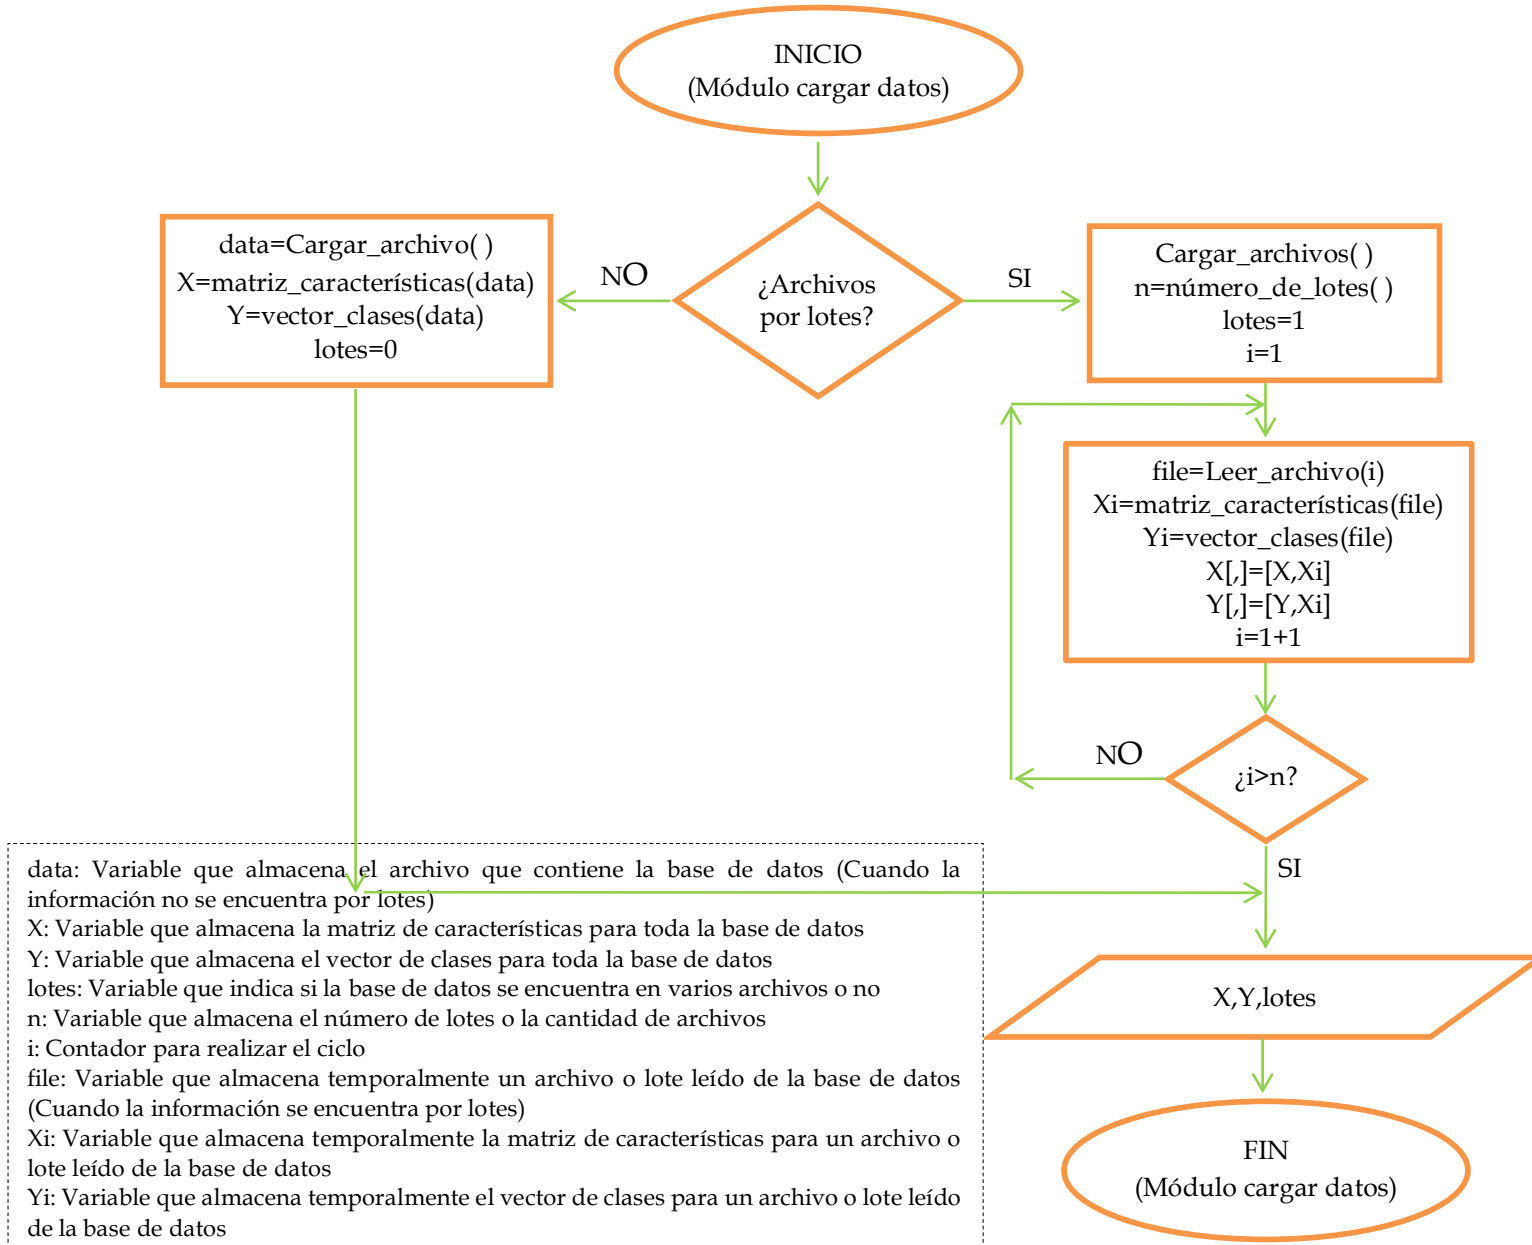 INICIO
(Módulo cargar datos)
data=Cargar_archivo( )
X=matriz_características(data)
Y=vector_clases(data)
lotes=0
NO
¿Archivos
por lotes?
SI
Cargar_archivos( )
n=número_de_lotes( )
lotes=1
i=1
file=Leer_archivo(i)
Xi=matriz_características(file)
Yi=vector_clases(file)
X[,]=[X,Xi]
Y[,]=[Y,Xi]
i=1+1
NO
¿i>n?
SI
data: Variable que almacena el archivo que contiene la base de datos (Cuando la
información no se encuentra por lotes)
X: Variable que almacena la matriz de características para toda la base de datos
Y: Variable que almacena el vector de clases para toda la base de datos
lotes: Variable que indica si la base de datos se encuentra en varios archivos o no
n: Variable que almacena el número de lotes o la cantidad de archivos
i: Contador para realizar el ciclo
file: Variable que almacena temporalmente un archivo o lote leído de la base de datos
(Cuando la información se encuentra por lotes)
Xi: Variable que almacena temporalmente la matriz de características para un archivo o
lote leído de la base de datos
Yi: Variable que almacena temporalmente el vector de clases para un archivo o lote leído
de la base de datos
X,Y,lotes
FIN
(Módulo cargar datos)